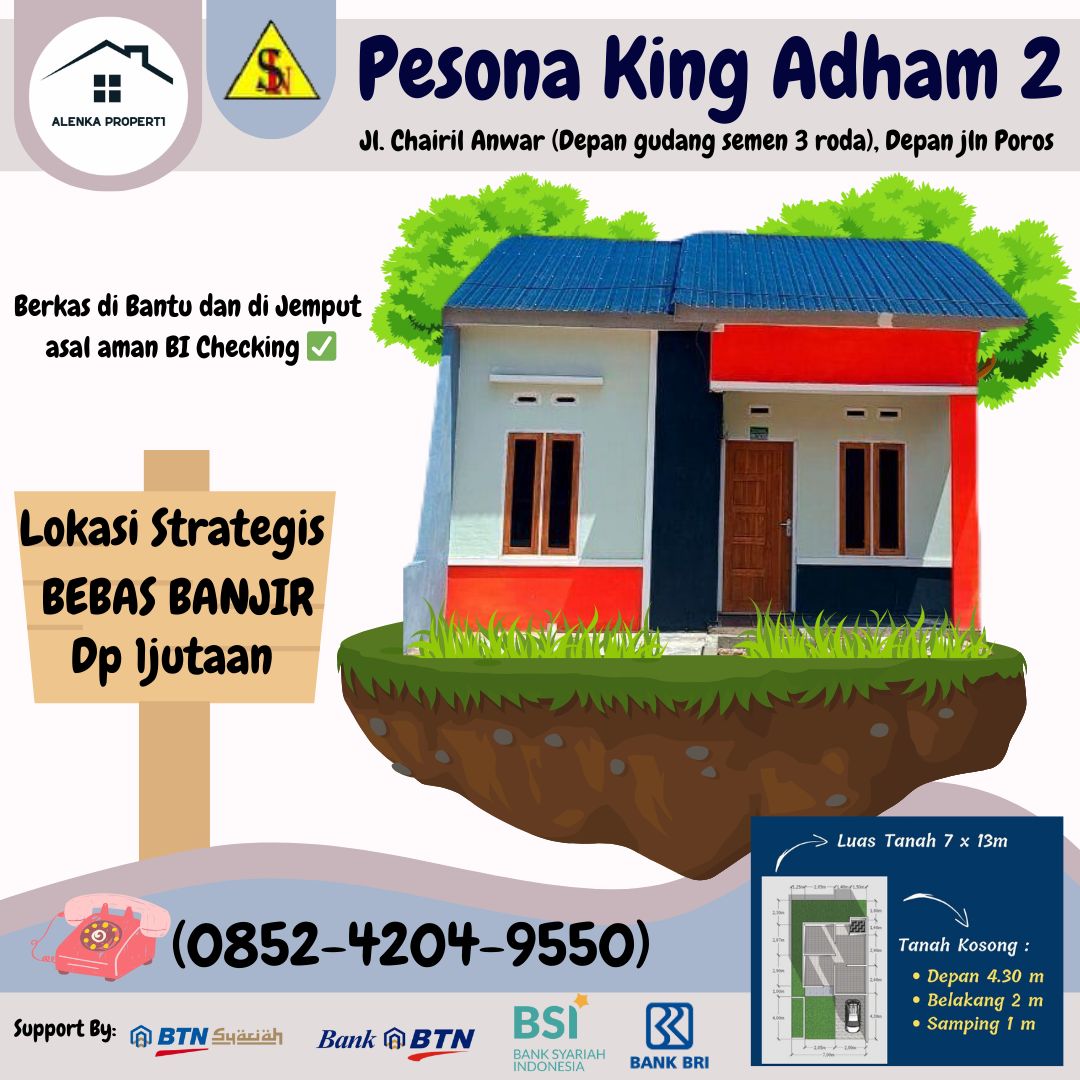 ALENKA PROPERTI
SLN
Pesona King Adham 2
Jl. Chairil Anwar (Depan gudang semen 3 roda), Depan jln Poros
Berkas di Bantu dan di Jemput
asal aman BI Checking ✅
Lokasi Strategis
BEBAS BANJIR
Dp 1jutaan
Luas Tanah 7 x 13m
Tanah Kosong :
• Depan 4.30 m
• Belakang 2 m
• Samping 1 m
(0852-4204-9550)
Support By:
BTN Syariah
Bank BTN
BSI
BANK SYARIAH
INDONESIA
BANK BRI